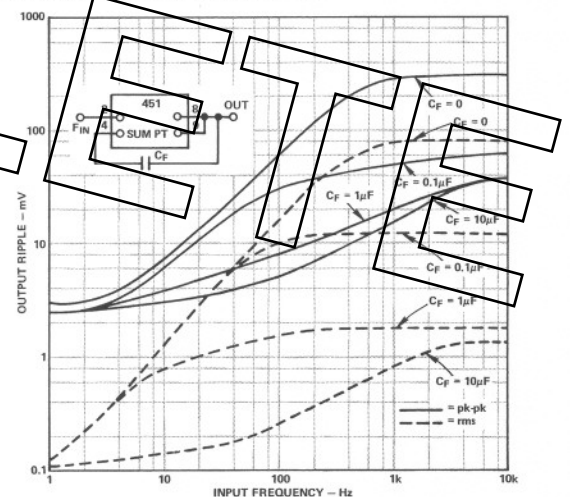 1000
100
10
1
0.1
OUTPUT RIPPLE – mV
1
10
100
1k
10k
INPUT FREQUENCY – Hz
451
8
OUT
FIN
4
SUM PT
CF
CF = 0
CF = 0
CF = 0.1µF
CF = 1µF
CF = 10µF
CF = 0.1µF
CF = 1µF
CF = 10µF
= pk-pk
= rms
ETE